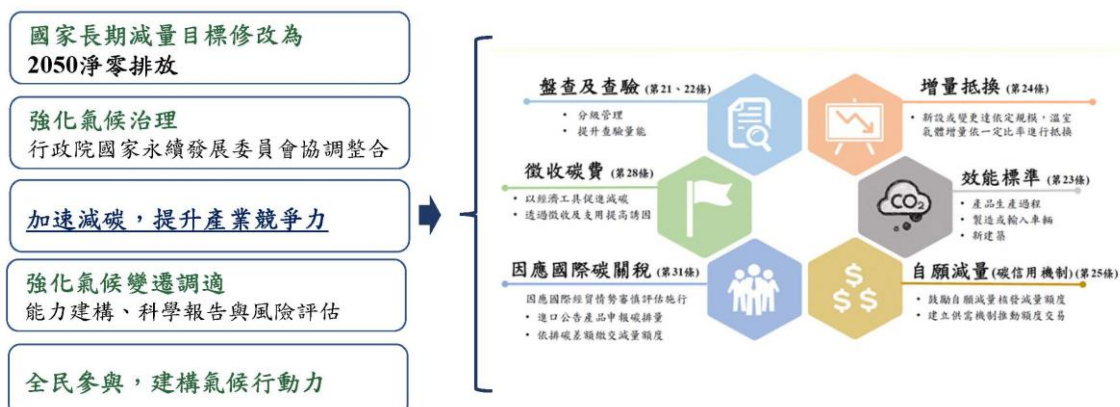 國家長期減量目標修改為
2050淨零排放
強化氣候治理
行政院國家永續發展委員會協調整合
加速減碳，提升產業競爭力
強化氣候變遷調適
能力建構、科學報告與風險評估
全民參與，建構氣候行動力
盤查及查驗 (第21、22條)
• 分級管理
• 提升查驗量能
徵收碳費 (第28條)
• 以經濟工具促進減碳
• 透過徵收及支用提高誘因
因應國際碳關稅 (第31條)
因應國際經貿情勢審慎評估施行
• 進口公告產品申報碳排量
• 依排碳差額繳交減量額度
增量抵換 (第24條)
• 新設或變更達依定規模，溫室
氣體增量依一定比率進行抵換
CO2
效能標準 (第23條)
• 產品生產過程
• 製造或輸入車輛
• 新建築
自願減量(碳信用機制)(第25條)
• 鼓勵自願減量核發減量額度
• 建立供需機制推動額度交易
$
$ $